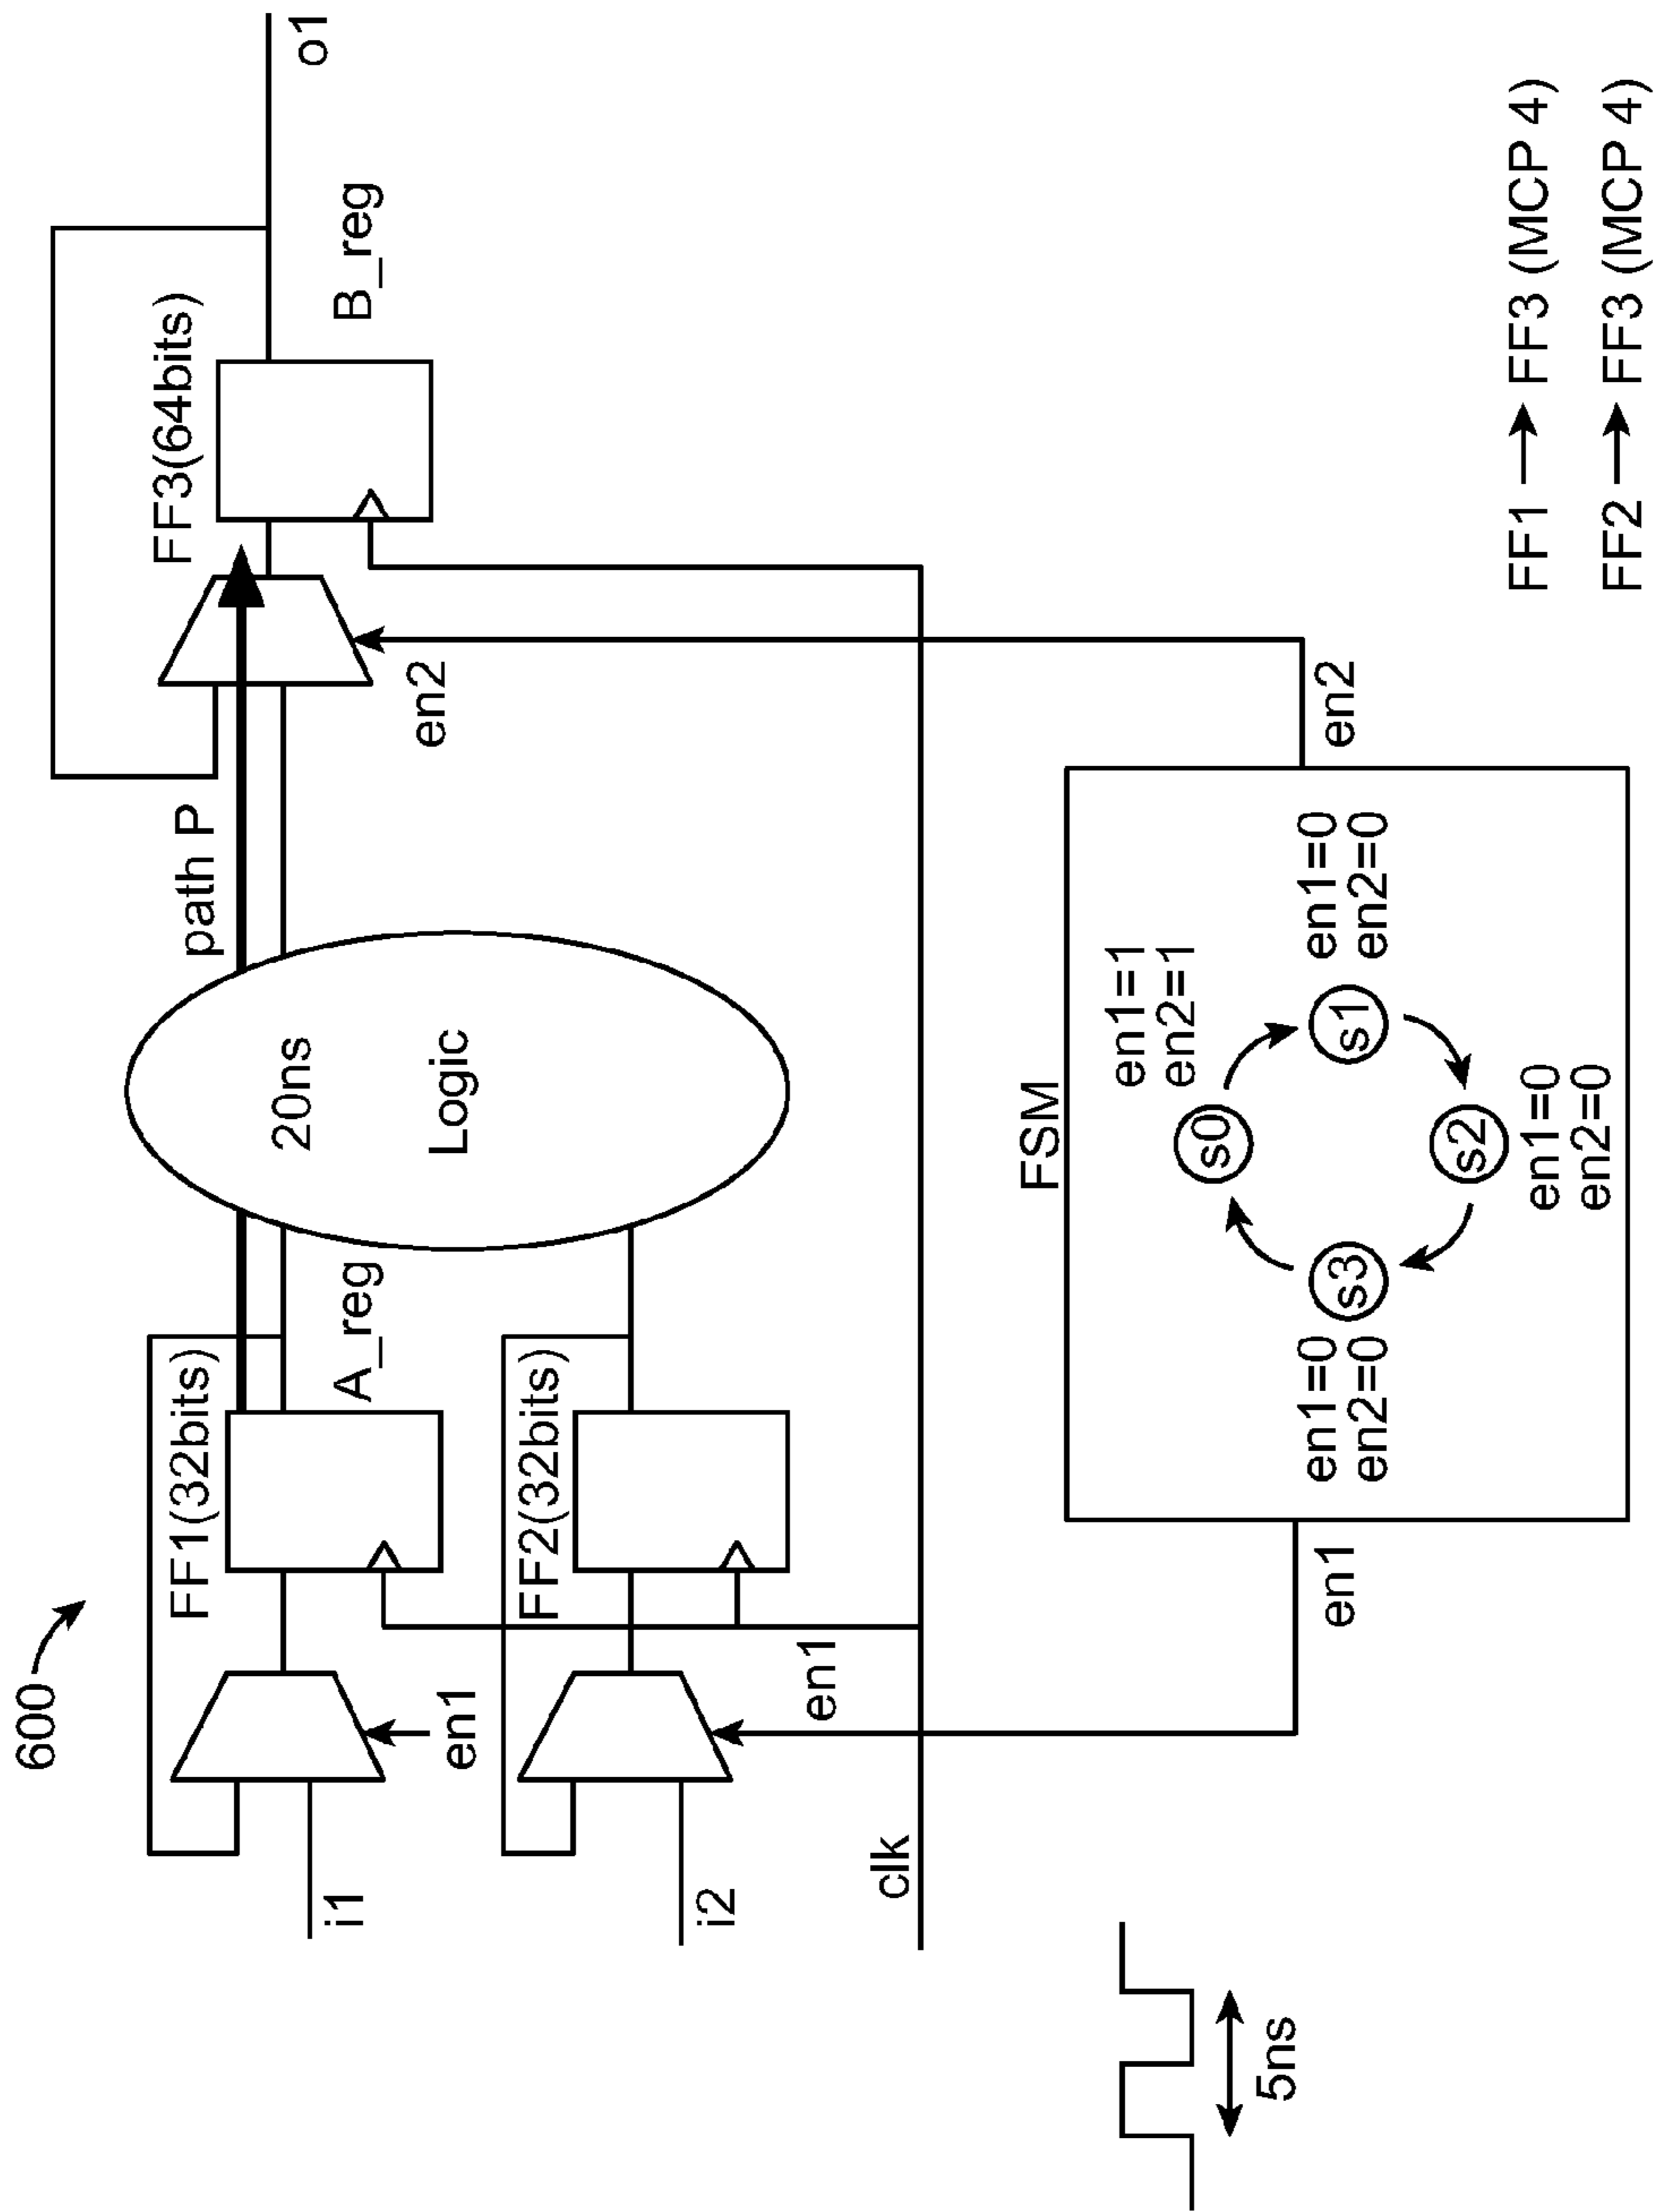 600
FF1(32bits)
i1
en1
A_reg
FF2(32bits)
i2
en1
20ns
Logic
path P
FF3(64bits)
en2
B_reg
o1
clk
5ns
FSM
en1
en2
s0
en1=1
en2=1
s1
en1=0
en2=0
s2
en1=0
en2=0
s3
en1=0
en2=0
FF1 → FF3 (MCP 4)
FF2 → FF3 (MCP 4)